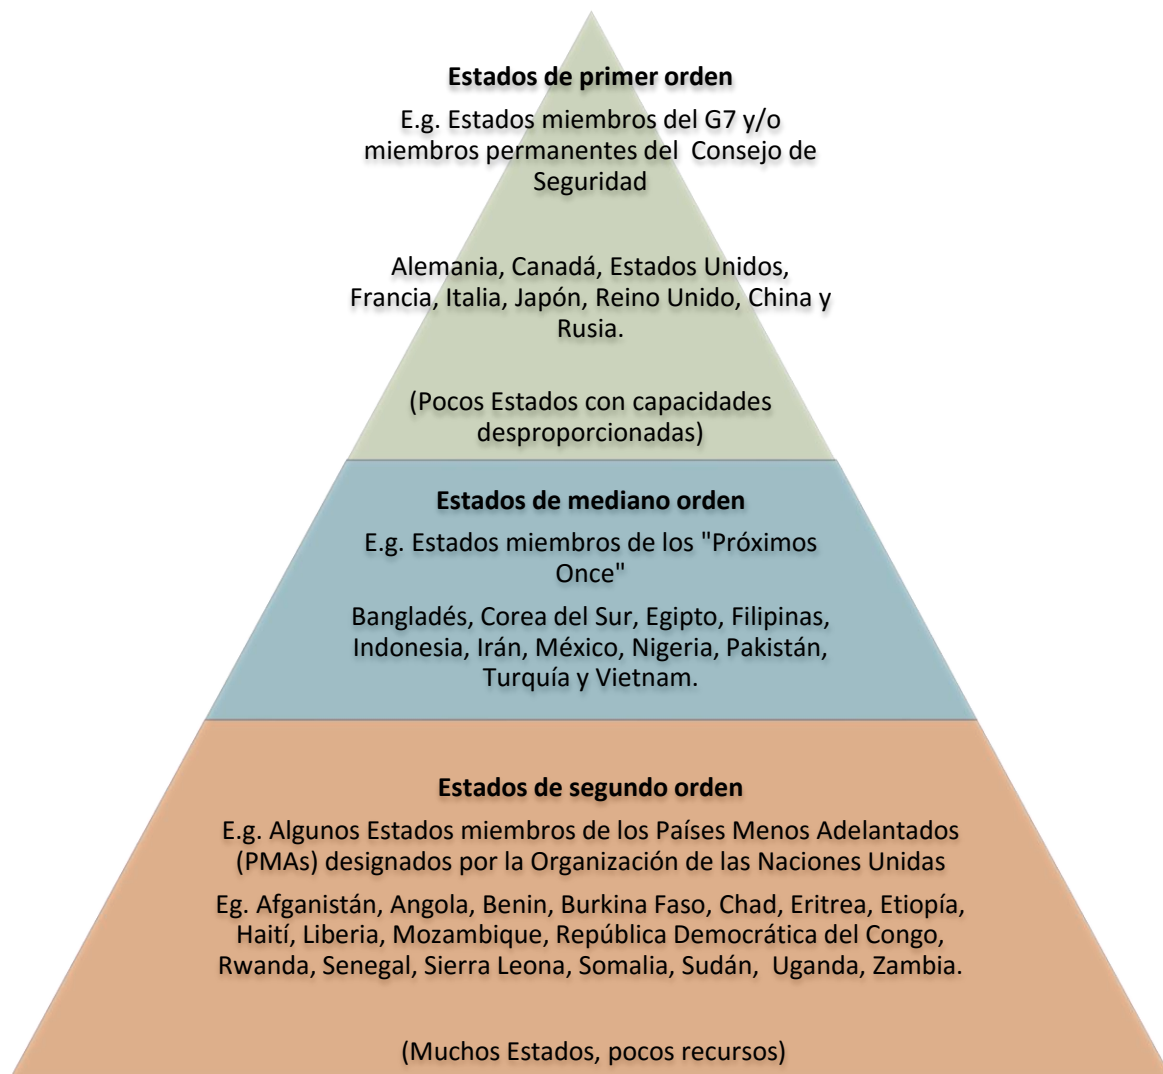 Estados de primer orden
E.g. Estados miembros del G7 y/o
miembros permanentes del Consejo de
Seguridad
Alemania, Canadá, Estados Unidos,
Francia, Italia, Japón, Reino Unido, China y
Rusia.
(Pocos Estados con capacidades
desproporcionadas)
Estados de mediano orden
E.g. Estados miembros de los "Próximos
Once"
Bangladés, Corea del Sur, Egipto, Filipinas,
Indonesia, Irán, México, Nigeria, Pakistán,
Turquía y Vietnam.
Estados de segundo orden
E.g. Algunos Estados miembros de los Países Menos Adelantados
(PMAs) designados por la Organización de las Naciones Unidas
Eg. Afganistán, Angola, Benin, Burkina Faso, Chad, Eritrea, Etiopía,
Haití, Liberia, Mozambique, República Democrática del Congo,
Rwanda, Senegal, Sierra Leona, Somalia, Sudán, Uganda, Zambia.
(Muchos Estados, pocos recursos)